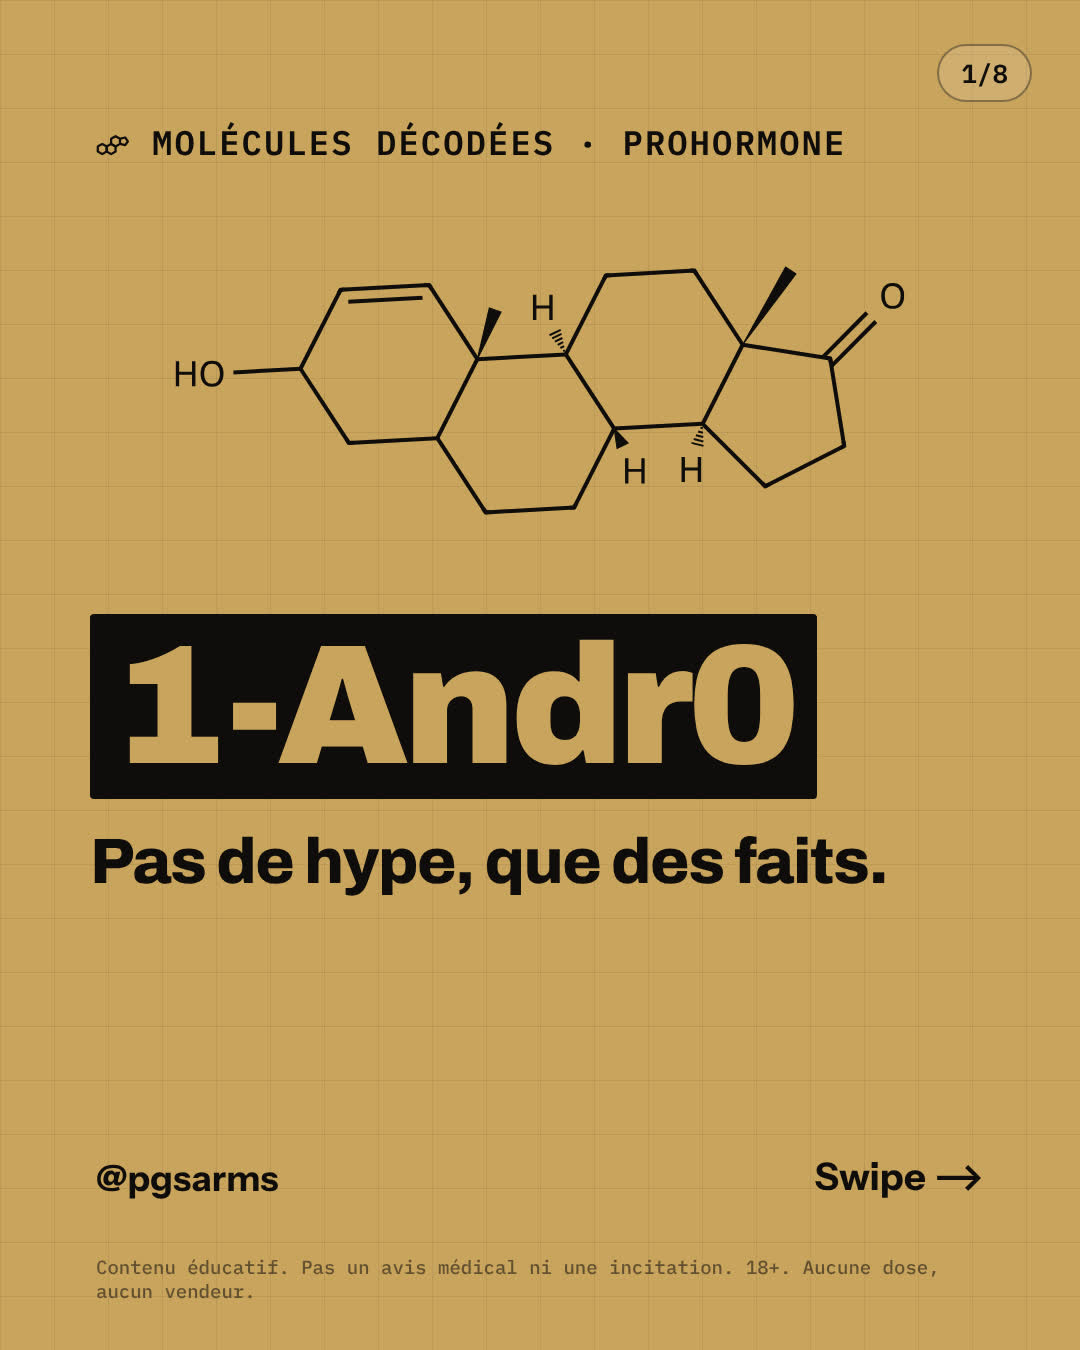 1/8
MOLÉCULES DÉCODÉES · PROHORMONE
O
H
HO
H H
1-Andr0
Pas de hype, que des faits.
@pgsarms
Swipe →
Contenu éducatif. Pas un avis médical ni une incitation. 18+. Aucune dose,
aucun vendeur.